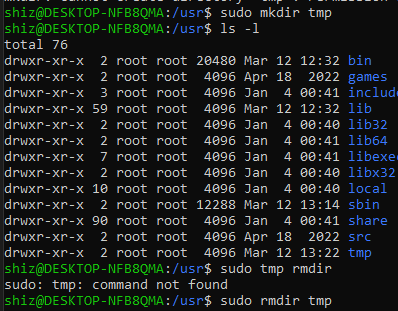 shiz@DESKTOP-NFB8QMA:/usr$ sudo mkdir tmp
shiz@DESKTOP-NFB8QMA:/usr$ ls -l
total 76
drwxr-xr-x  2 root root 20480 Mar 12 12:32 bin
drwxr-xr-x  2 root root  4096 Apr 18  2022 games
drwxr-xr-x  3 root root  4096 Jan  4 00:41 include
drwxr-xr-x 59 root root  4096 Mar 12 12:32 lib
drwxr-xr-x  2 root root  4096 Jan  4 00:40 lib32
drwxr-xr-x  2 root root  4096 Jan  4 00:41 lib64
drwxr-xr-x  7 root root  4096 Jan  4 00:41 libexec
drwxr-xr-x  2 root root  4096 Jan  4 00:40 libx32
drwxr-xr-x 10 root root  4096 Jan  4 00:40 local
drwxr-xr-x  2 root root 12288 Mar 12 13:14 sbin
drwxr-xr-x 90 root root  4096 Jan  4 00:41 share
drwxr-xr-x  2 root root  4096 Apr 18  2022 src
drwxr-xr-x  2 root root  4096 Mar 12 13:22 tmp
shiz@DESKTOP-NFB8QMA:/usr$ sudo tmp rmdir
sudo: tmp: command not found
shiz@DESKTOP-NFB8QMA:/usr$ sudo rmdir tmp